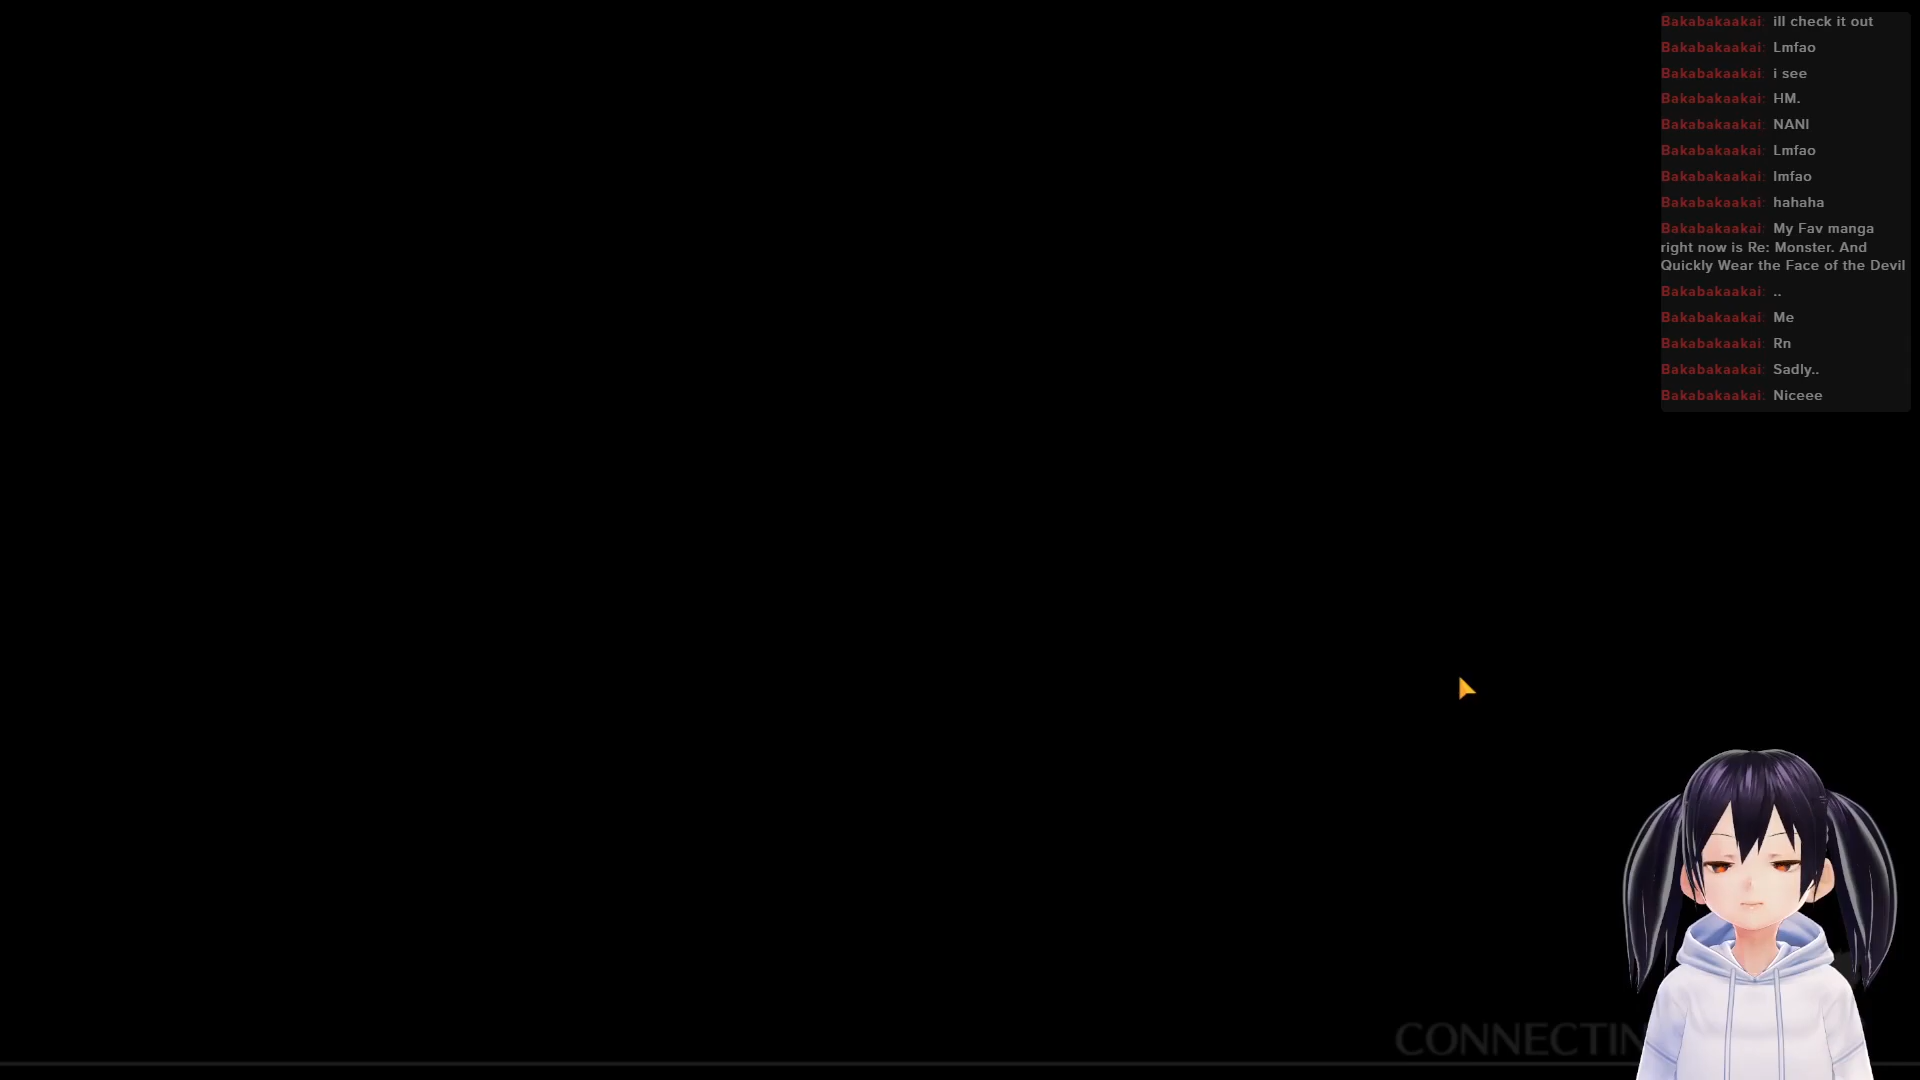 Bakabakaakai: ill check it out
Bakabakaakai: Lmfao
Bakabakaakai: i see
Bakabakaakai: HM.
Bakabakaakai: NANI
Bakabakaakai: Lmfao
Bakabakaakai: lmfao
Bakabakaakai: hahaha
Bakabakaakai: My Fav manga
right now is Re: Monster. And
Quickly Wear the Face of the Devil
Bakabakaakai: ..
Bakabakaakai: Me
Bakabakaakai: Rn
Bakabakaakai: Sadly..
Bakabakaakai: Niceee
CONNECTIN